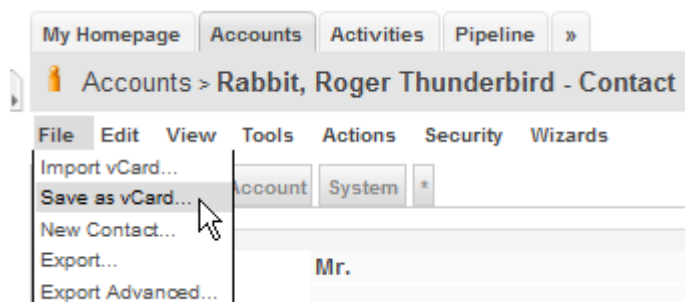 My Homepage Accounts Activities Pipeline »
Accounts > Rabbit, Roger Thunderbird - Contact
File Edit View Tools Actions Security Wizards
Import vCard...
Save as vCard... Account System *
New Contact...
Export... Mr.
Export Advanced...